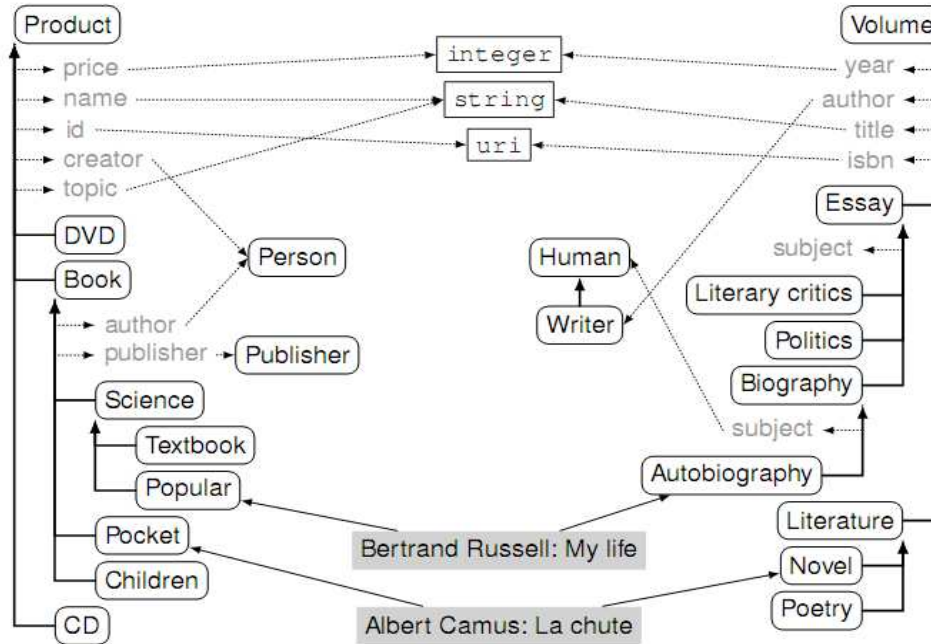 Product
Volume
integer
price
year
name
string
author
id
title
uri
creator
isbn
topic
Essay
DVD
subject
Person
Human
Book
Literary critics
author
Writer
publisher
Publisher
Politics
Biography
Science
subject
Textbook
Autobiography
Popular
Literature
Pocket
Bertrand Russell: My life
Novel
Children
Poetry
CD
Albert Camus: La chute